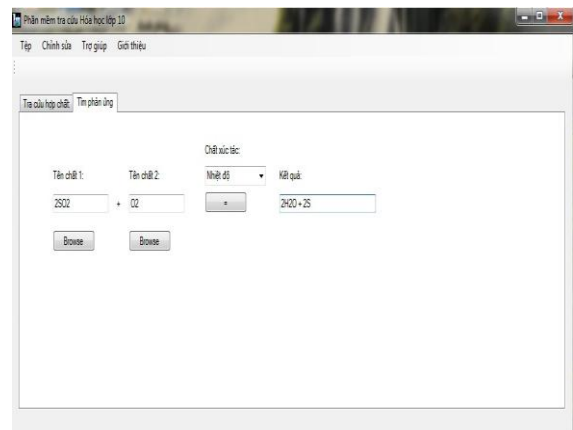 Phần mềm tra cứu Hóa học lớp 10
Tệp Chỉnh sửa Trợ giúp Giới thiệu
Tra cứu hợp chất Tìm phản ứng
Chất xúc tác:
Tên chất 1: Tên chất 2: Nhiệt độ Kết quả:
2SO2 + O2 = 2H2O + 2S
Browse Browse